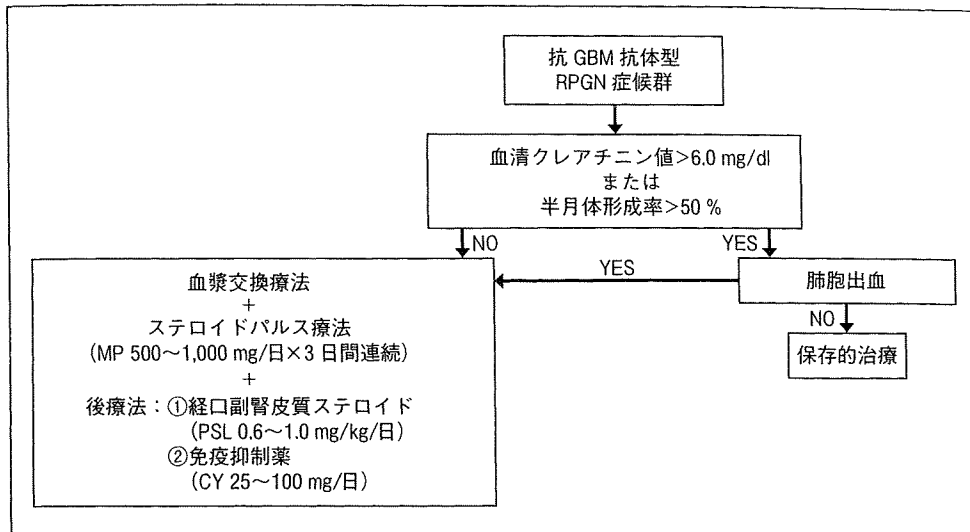 抗 GBM 抗体型
RPGN 症候群
血清クレアチニン値>6.0 mg/dl
または
半月体形成率>50 %
NO
YES
血漿交換療法
+
ステロイドパルス療法
(MP 500〜1,000 mg/日×3 日間連続)
+
後療法：①経口副腎皮質ステロイド
(PSL 0.6〜1.0 mg/kg/日)
②免疫抑制薬
(CY 25〜100 mg/日)
YES
肺胞出血
NO
保存的治療